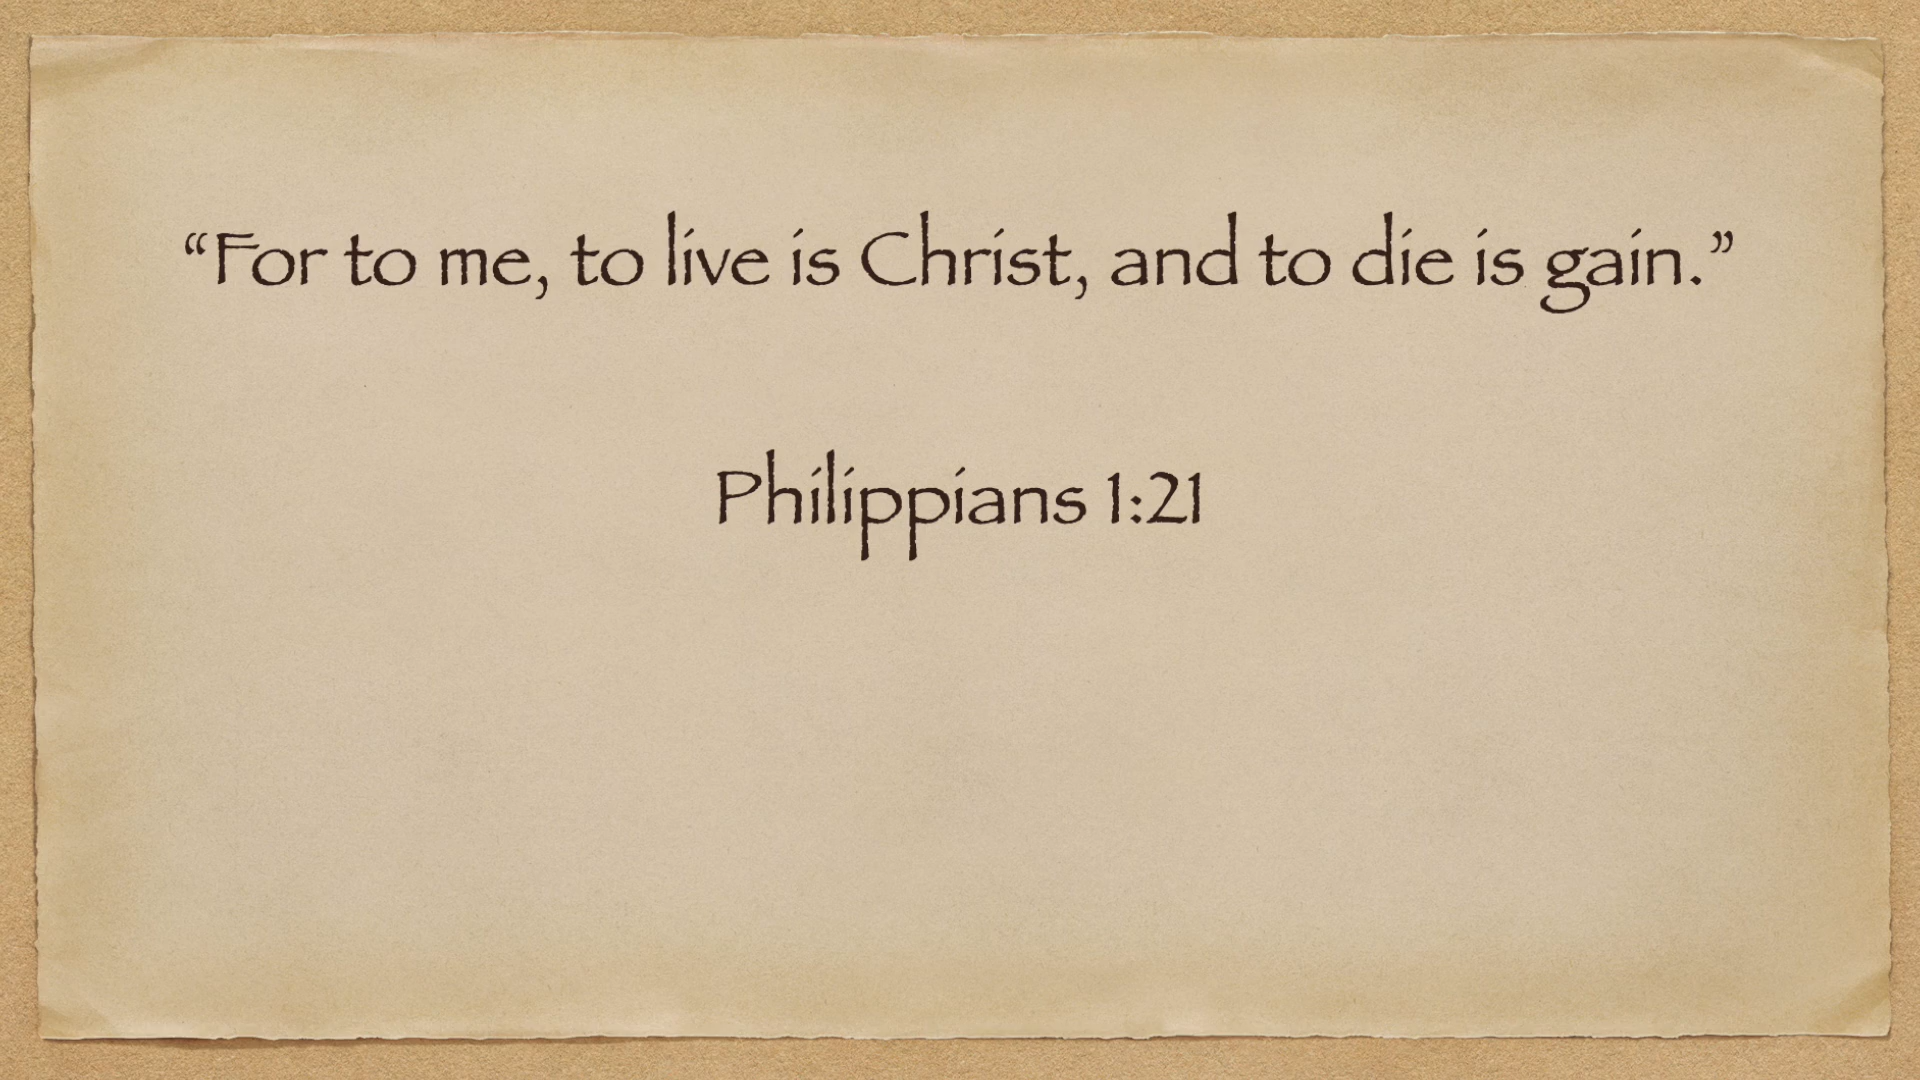 “For to me, to live is Christ, and to die is gain.”
Philippians 1:21